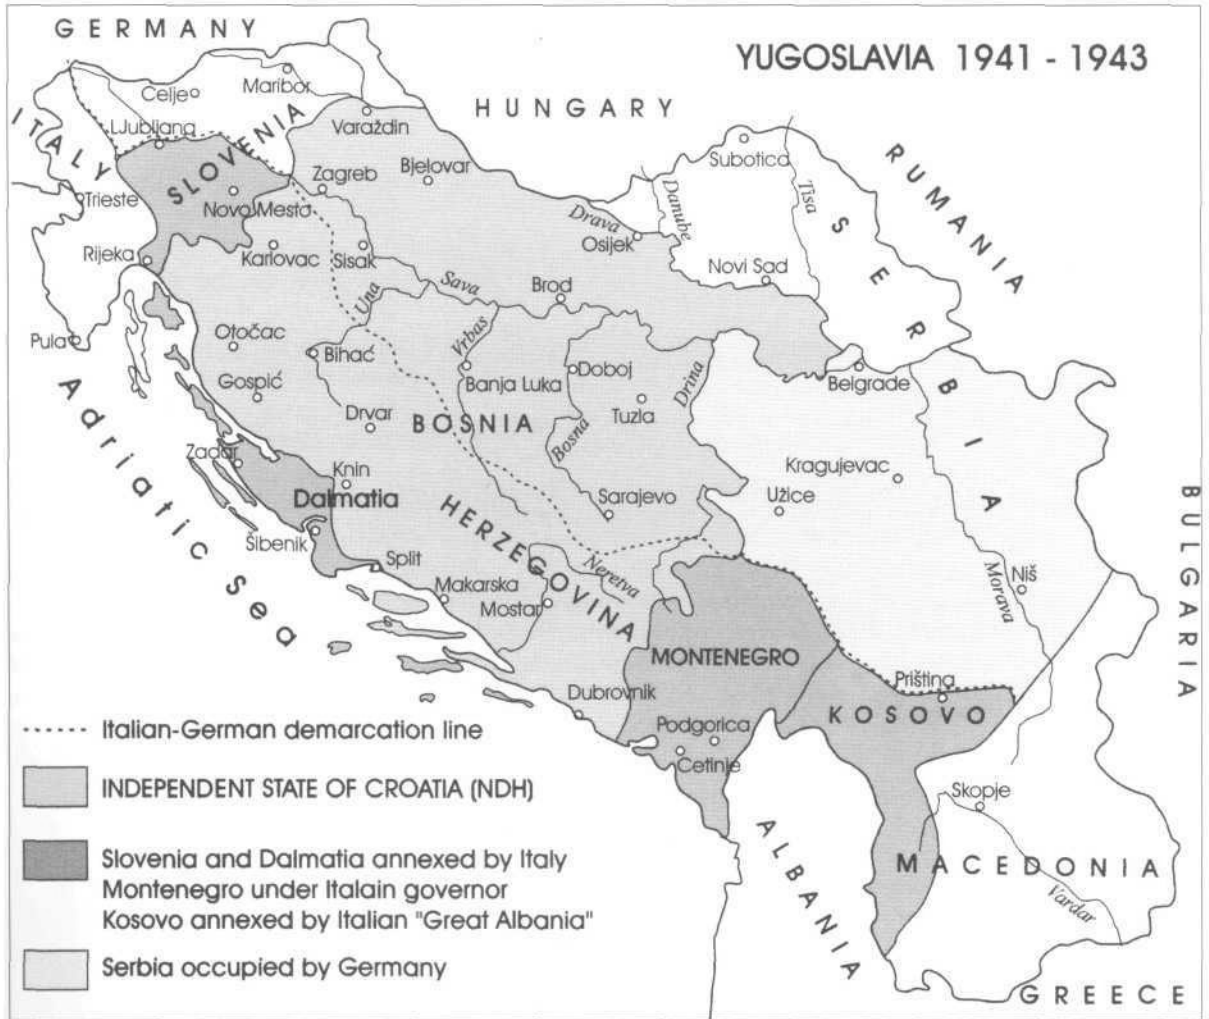 GERMANY
YUGOSLAVIA 1941 - 1943
HUNGARY
RUMANIA
ITALY
SLOVENIA
Maribor
Celje
Ljubljana
Varaždin
Subotica
Zagreb
Bjelovar
Trieste
Novo Mesto
Drava
Danube
Tisa
Osijek
Rijeka
Karlovac
Sisak
Novi Sad
SERBIA
Una
Sava
Brod
Pula
Otočac
Bihać
Vrbas
Banja Luka
Doboj
Drina
Belgrade
Gospić
Drvar
BOSNIA
Tuzla
Bosna
Adriatic Sea
Zadar
Knin
Kragujevac
Užice
Dalmatia
Sarajevo
HERZEGOVINA
Šibenik
Split
Neretva
Makarska
Mostar
Niš
Morava
BULGARIA
MONTENEGRO
Priština
Dubrovnik
KOSOVO
Podgorica
Cetinje
Skopje
ALBANIA
MACEDONIA
Vardar
GREECE
Italian-German demarcation line
INDEPENDENT STATE OF CROATIA (NDH)
Slovenia and Dalmatia annexed by Italy
Montenegro under Italain governor
Kosovo annexed by Italian "Great Albania"
Serbia occupied by Germany